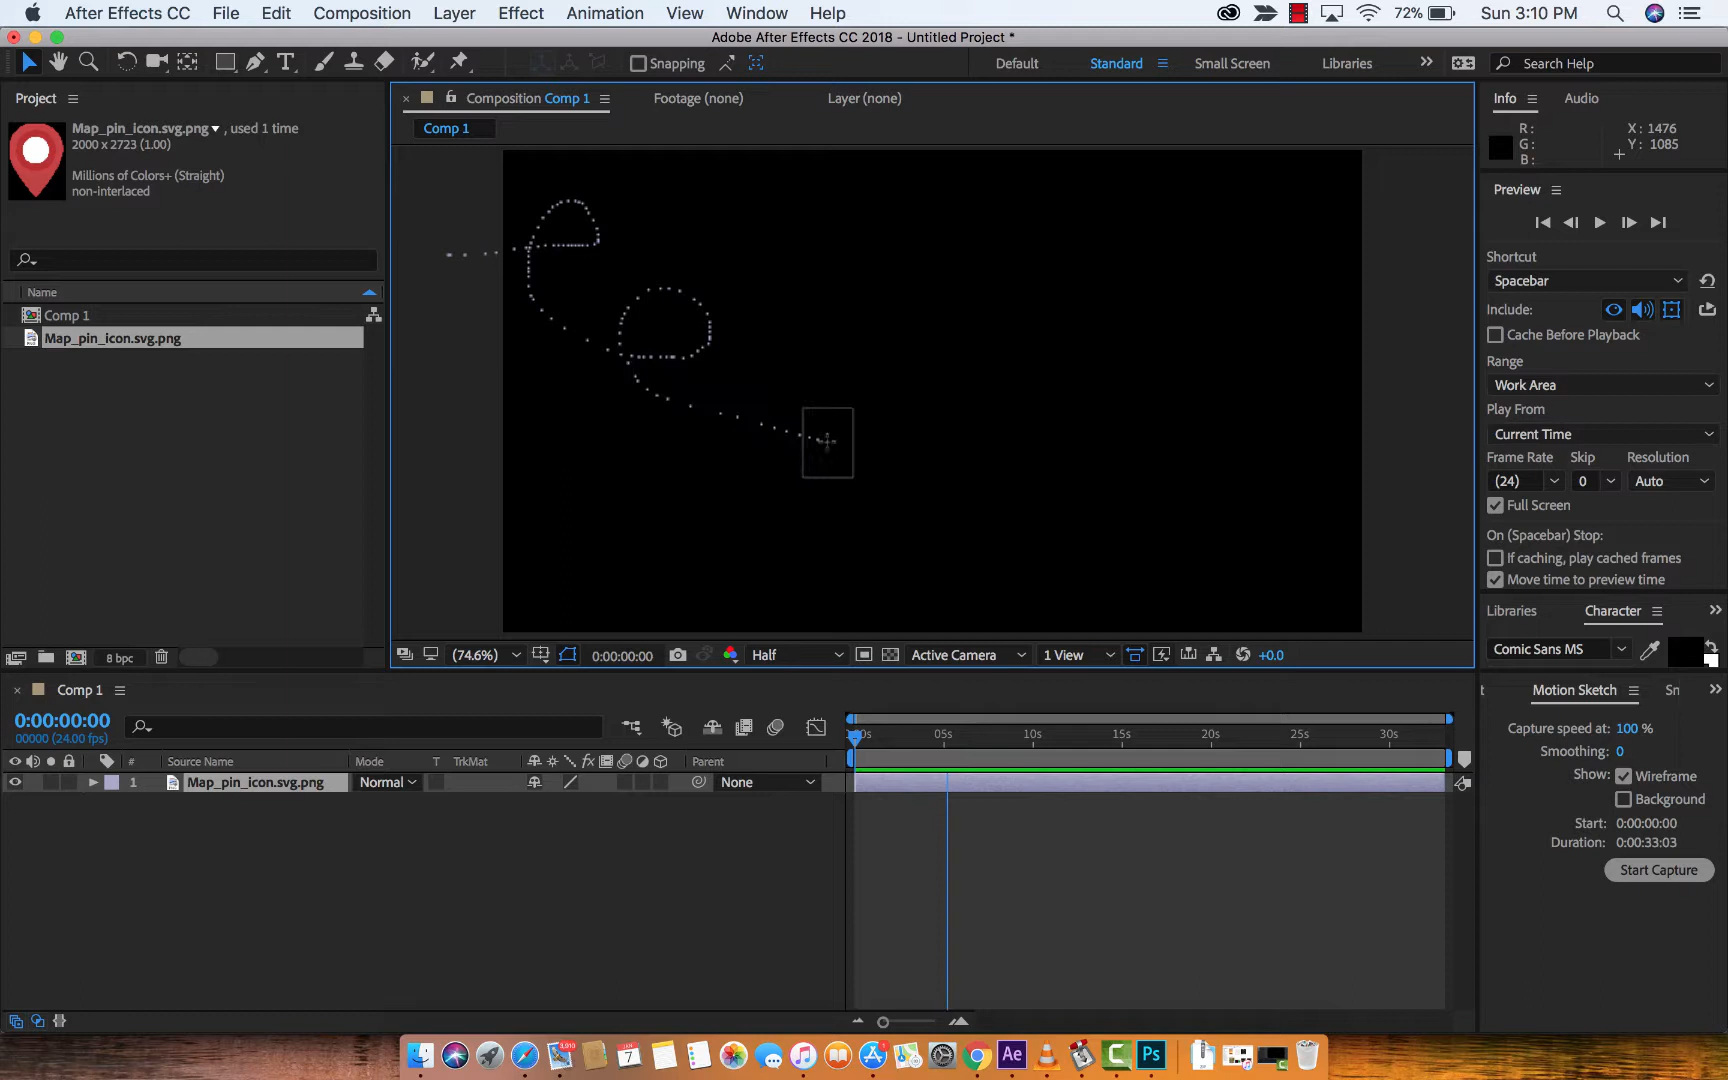 After Effects CC File Edit Composition Layer Effect Animation View Window Help 72% Sun 3:10 PM
Adobe After Effects CC 2018 - Untitled Project *
T Snapping Default Standard Small Screen Libraries Search Help
Project
Map_pin_icon.svg.png , used 1 time
2000 x 2723 (1.00)
Millions of Colors+ (Straight)
non-interlaced
Name
Comp 1
Map_pin_icon.svg.png
8 bpc
Composition Comp 1 Footage (none) Layer (none)
Comp 1
(74.6%) 0:00:00:00 Half Active Camera 1 View +0.0
Info Audio
R: X: 1476
G: Y: 1085
B:
Preview
Shortcut
Spacebar
Include:
Cache Before Playback
Range
Work Area
Play From
Current Time
Frame Rate Skip Resolution
(24) 0 Auto
Full Screen
On (Spacebar) Stop:
If caching, play cached frames
Move time to preview time
Libraries Character
Comic Sans MS
Comp 1
0:00:00:00
00000 (24.00 fps)
# Source Name Mode T TrkMat fx Parent
1 Map_pin_icon.svg.png Normal None
05s 10s 15s 20s 25s 30s
Motion Sketch Sn
Capture speed at: 100 %
Smoothing: 0
Show: Wireframe
Background
Start: 0:00:00:00
Duration: 0:00:33:03
Start Capture
7 Ae C Ps